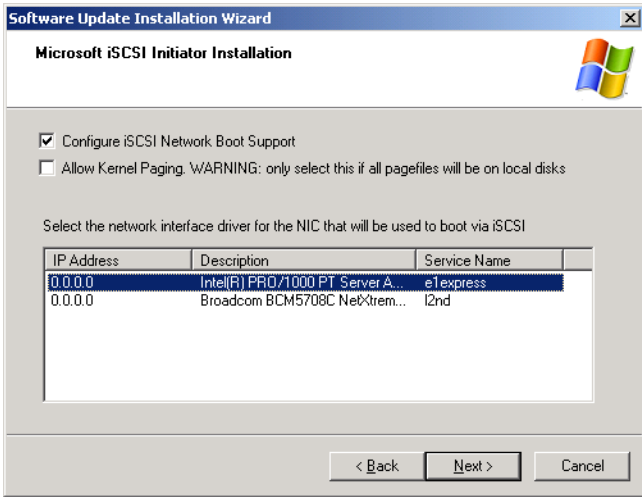 Software Update Installation Wizard
Microsoft iSCSI Initiator Installation
Configure iSCSI Network Boot Support
Allow Kernel Paging. WARNING: only select this if all pagefiles will be on local disks
Select the network interface driver for the NIC that will be used to boot via iSCSI
IP Address Description Service Name
0.0.0.0 Intel(R) PRO/1000 PT Server A... e1express
0.0.0.0 Broadcom BCM5708C NetXtrem... l2nd
< Back Next > Cancel